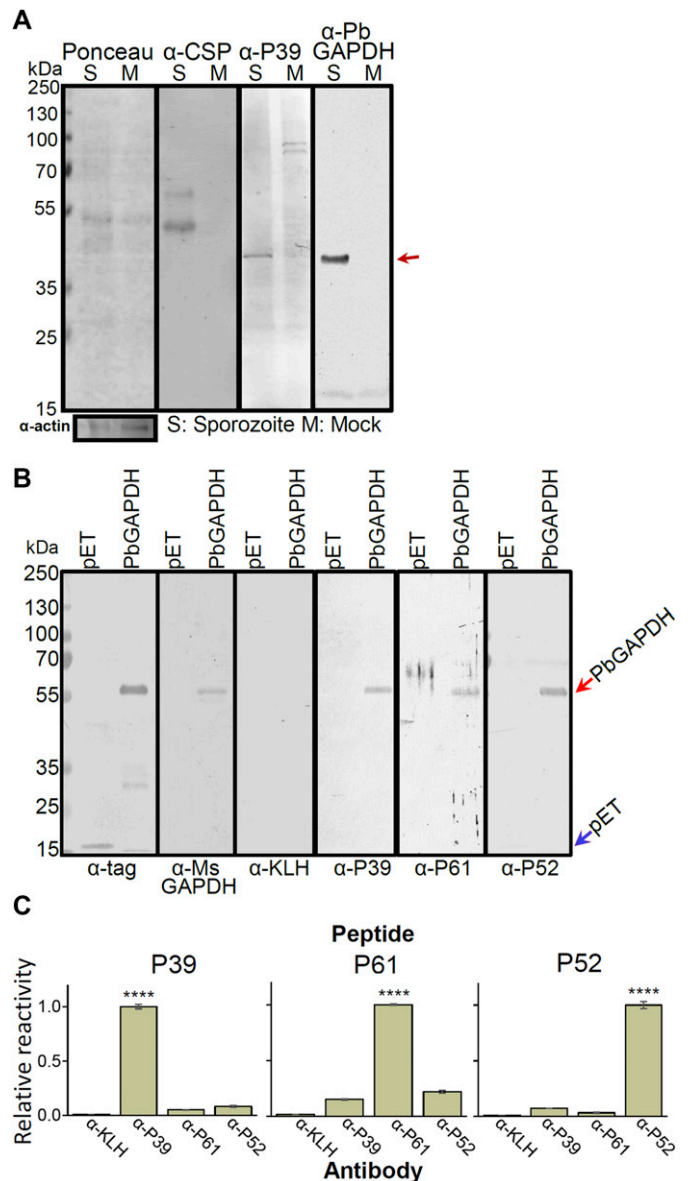 A
Ponceau α-CSP α-P39 α-Pb GAPDH
kDa S M S M S M S M
250
130
100
70
55
35
25
15
α-actin S: Sporozoite M: Mock
B
pET PbGAPDH pET PbGAPDH pET PbGAPDH pET PbGAPDH pET PbGAPDH pET PbGAPDH
kDa
250
130
100
70
55
35
25
15
PbGAPDH
pET
α-tag α-Ms GAPDH α-KLH α-P39 α-P61 α-P52
C
Peptide
P39 P61 P52
Relative reactivity
1.0
0.5
0.0
**** **** ****
α-KLH α-P39 α-P61 α-P52 α-KLH α-P39 α-P61 α-P52 α-KLH α-P39 α-P61 α-P52
Antibody